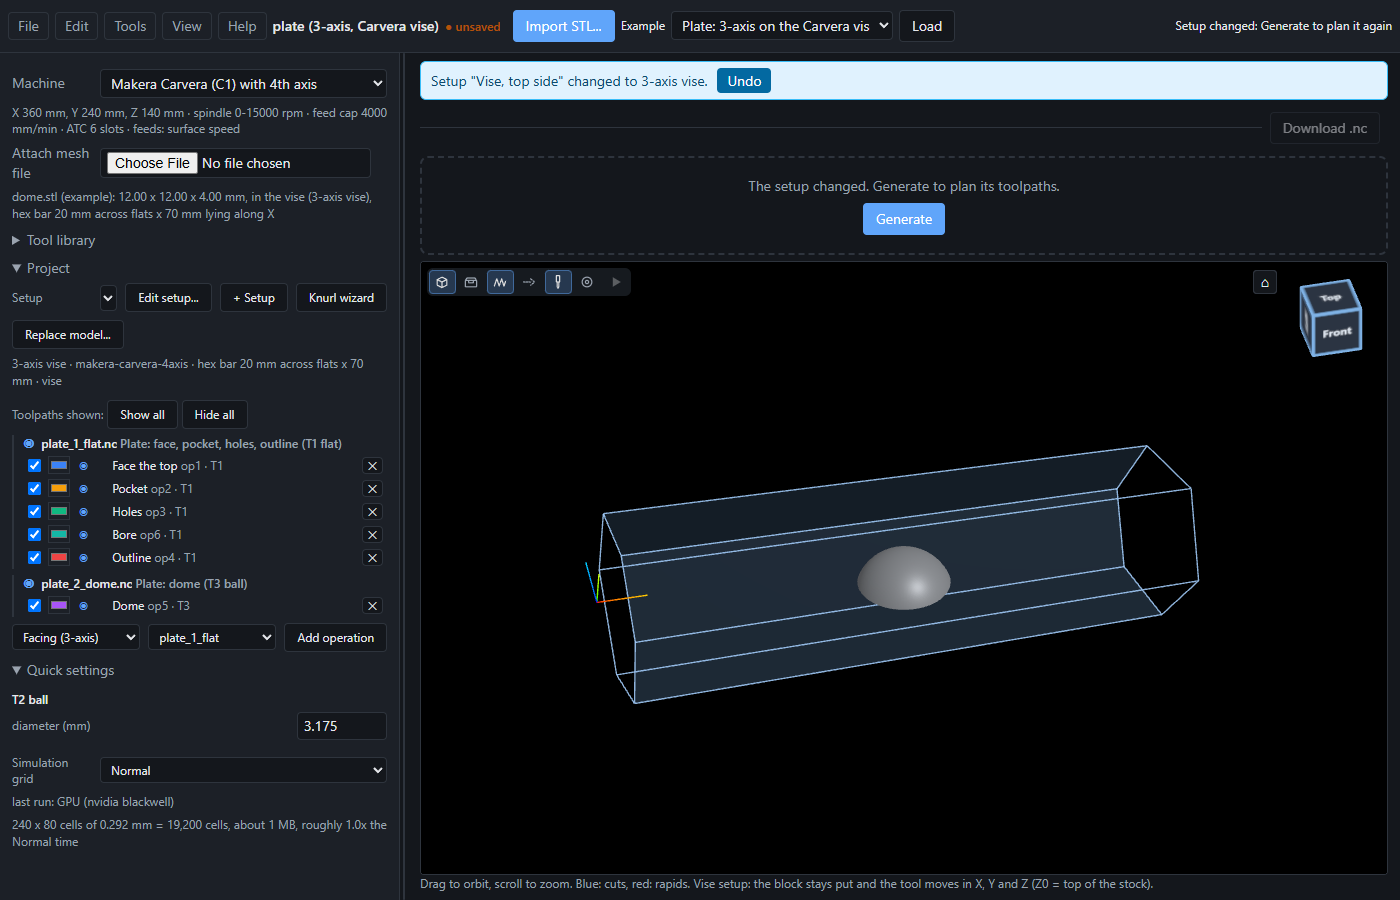 File Edit Tools View Help plate (3-axis, Carvera vise) ● unsaved Import STL... Example Plate: 3-axis on the Carvera vis Load Setup changed: Generate to plan it again
Machine Makera Carvera (C1) with 4th axis
X 360 mm, Y 240 mm, Z 140 mm · spindle 0-15000 rpm · feed cap 4000
mm/min · ATC 6 slots · feeds: surface speed
Attach mesh
file
Choose File No file chosen
dome.stl (example): 12.00 x 12.00 x 4.00 mm, in the vise (3-axis vise),
hex bar 20 mm across flats x 70 mm lying along X
Tool library
Project
Setup Edit setup... + Setup Knurl wizard
Replace model...
3-axis vise · makera-carvera-4axis · hex bar 20 mm across flats x 70
mm · vise
Toolpaths shown: Show all Hide all
plate_1_flat.nc Plate: face, pocket, holes, outline (T1 flat)
Face the top op1 · T1
Pocket op2 · T1
Holes op3 · T1
Bore op6 · T1
Outline op4 · T1
plate_2_dome.nc Plate: dome (T3 ball)
Dome op5 · T3
Facing (3-axis) plate_1_flat Add operation
Quick settings
T2 ball
diameter (mm) 3.175
Simulation
grid
Normal
last run: GPU (nvidia blackwell)
240 x 80 cells of 0.292 mm = 19,200 cells, about 1 MB, roughly 1.0x the
Normal time
Setup "Vise, top side" changed to 3-axis vise. Undo
Download .nc
The setup changed. Generate to plan its toolpaths.
Generate
Top
Front
Drag to orbit, scroll to zoom. Blue: cuts, red: rapids. Vise setup: the block stays put and the tool moves in X, Y and Z (Z0 = top of the stock).